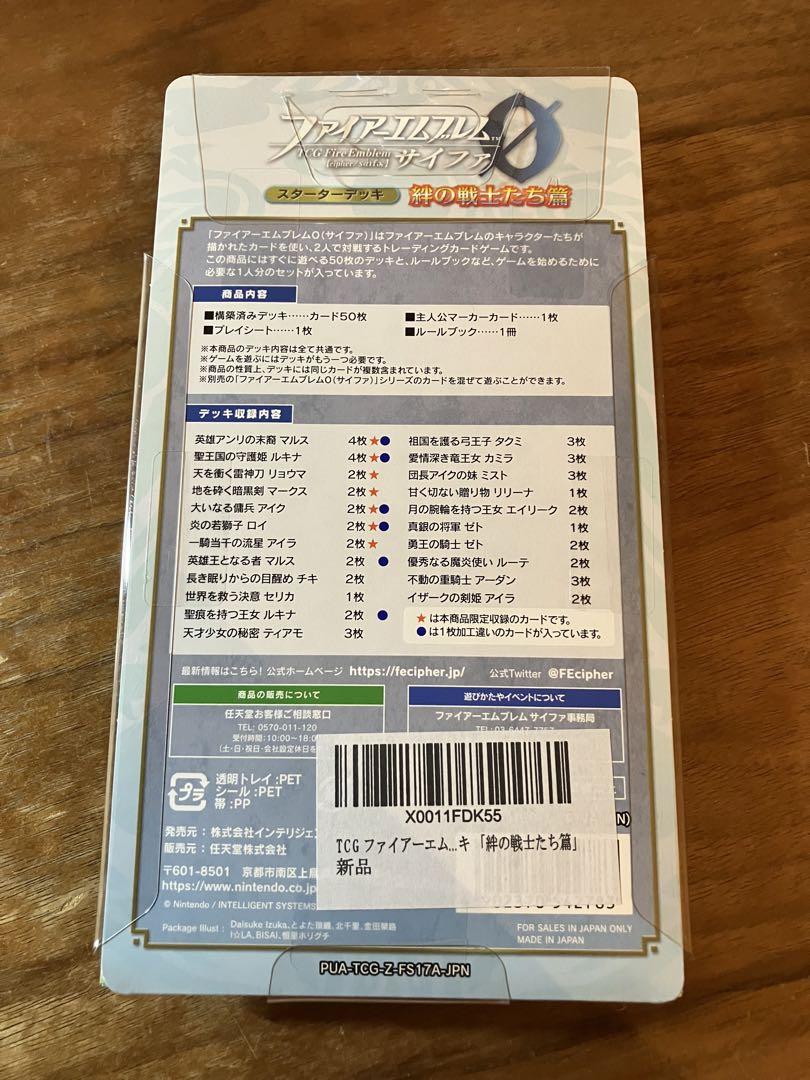 ファイアーエムブレム™0
TCG Fire Emblem サイファ
[cipher/saifə]
スターターデッキ 絆の戦士たち篇
「ファイアーエムブレム0(サイファ)」はファイアーエムブレムのキャラクターたちが
描かれたカードを使い、2人で対戦するトレーディングカードゲームです。
この商品にはすぐに遊べる50枚のデッキと、ルールブックなど、ゲームを始めるために
必要な1人分のセットが入っています。
商品内容
■構築済みデッキ……カード50枚 ■主人公マーカーカード……1枚
■プレイシート……1枚 ■ルールブック……1冊
※本商品のデッキ内容は全て共通です。
※ゲームを遊ぶにはデッキがもう一つ必要です。
※商品の性質上、デッキには同じカードが複数含まれています。
※別売の「ファイアーエムブレム0(サイファ)」シリーズのカードを混ぜて遊ぶことができます。
デッキ収録内容
英雄アンリの末裔 マルス 4枚★●
聖王国の守護姫 ルキナ 4枚★●
天を衝く雷神刀 リョウマ 2枚★
地を砕く暗黒剣 マークス 2枚★
大いなる傭兵 アイク 2枚★●
炎の若獅子 ロイ 2枚★●
一騎当千の流星 アイラ 2枚★
英雄王となる者 マルス 2枚 ●
長き眠りからの目醒め チキ 2枚
世界を救う決意 セリカ 1枚
聖痕を持つ王女 ルキナ 2枚 ●
天才少女の秘密 ティアモ 3枚
祖国を護る弓王子 タクミ 3枚
愛情深き竜王女 カミラ 3枚
団長アイクの妹 ミスト 3枚
甘く切ない贈り物 リリーナ 1枚
月の腕輪を持つ王女 エイリーク 2枚
真銀の将軍 ゼト 1枚
勇王の騎士 ゼト 2枚
優秀なる魔炎使い ルーテ 2枚
不動の重騎士 アーダン 3枚
イザークの剣姫 アイラ 2枚
★は本商品限定収録のカードです。
●は1枚加工違いのカードが入っています。
最新情報はこちら! 公式ホームページ https://fecipher.jp/ 公式Twitter @FEcipher
商品の販売について
任天堂お客様ご相談窓口
TEL: 0570-011-120
受付時間:10:00~18:0
(土・日・祝日・会社設定休日を
遊びかたやイベントについて
ファイアーエムブレム サイファ事務局
プラ
透明トレイ:PET
シール:PET
帯:PP
発売元: 株式会社インテリジェン
販売元: 任天堂株式会社
〒601-8501 京都市南区上鳥
https://www.nintendo.co.jp
© Nintendo / INTELLIGENT SYSTEMS
X0011FDK55
TCG ファイアーエム...キ 「絆の戦士たち篇」
新品
Package Illust : Daisuke Izuka, とよた瑣織, 北千里, 金田榮路
I☆LA, BISAI, 恒星ホリグチ
FOR SALES IN JAPAN ONLY
MADE IN JAPAN
PUA-TCG-Z-FS17A-JPN